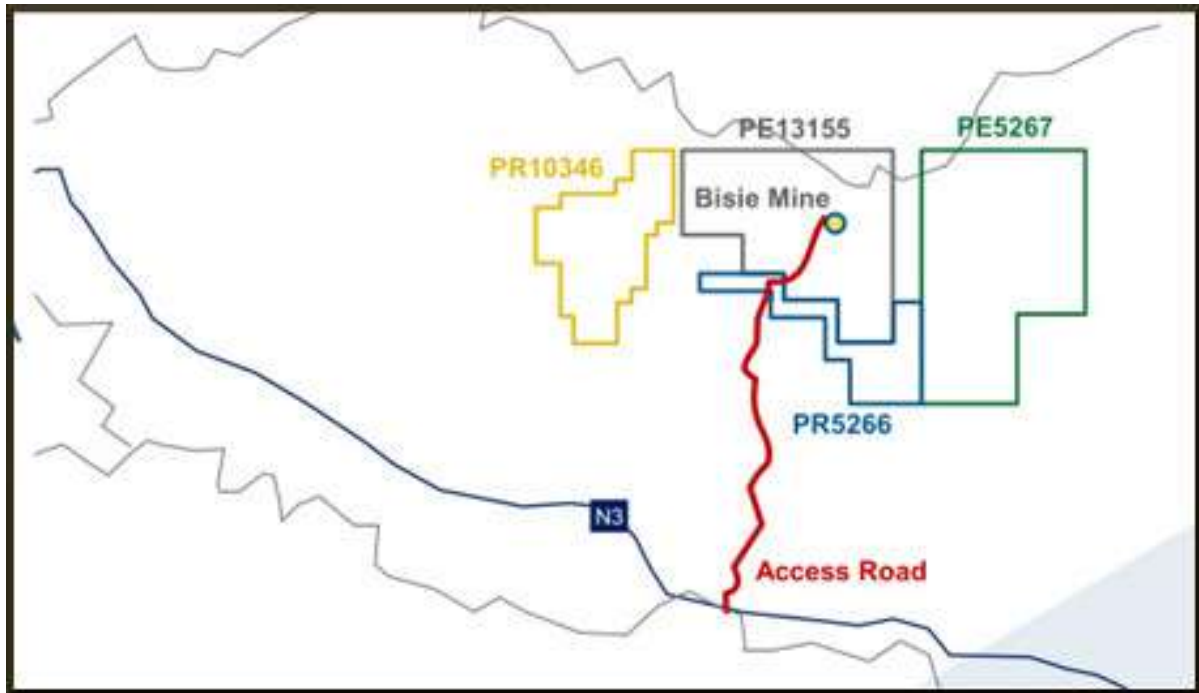 PE13155
PE5267
PR10346
Bisie Mine
PR5266
N3
Access Road